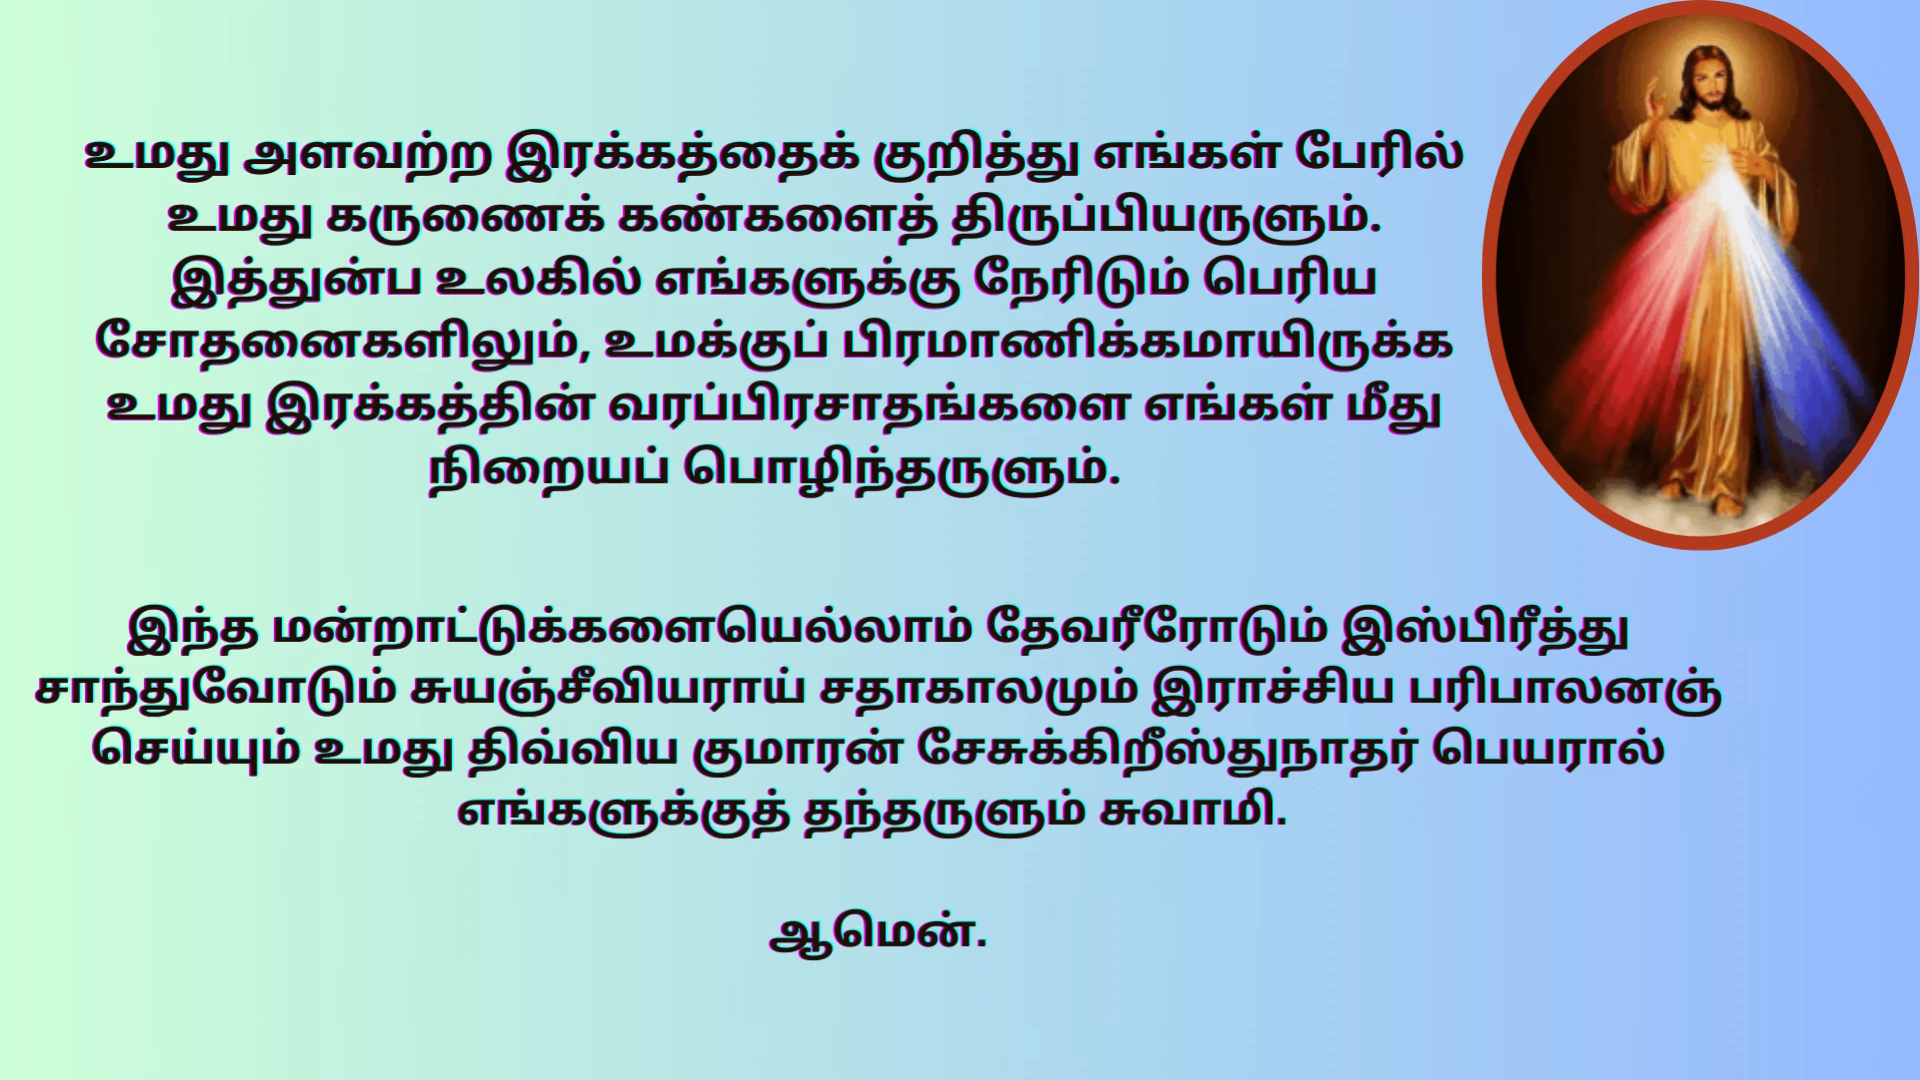 உமது அளவற்ற இரக்கத்தைக் குறித்து எங்கள் பேரில்
உமது கருணைக் கண்களைத் திருப்பியருளும்.
இத்துன்ப உலகில் எங்களுக்கு நேரிடும் பெரிய
சோதனைகளிலும், உமக்குப் பிரமாணிக்கமாயிருக்க
உமது இரக்கத்தின் வரப்பிரசாதங்களை எங்கள் மீது
நிறையப் பொழிந்தருளும்.
இந்த மன்றாட்டுக்களையெல்லாம் தேவரீரோடும் இஸ்பிரீத்து
சாந்துவோடும் சுயஞ்சீவியராய் சதாகாலமும் இராச்சிய பரிபாலனஞ்
செய்யும் உமது திவ்விய குமாரன் சேசுக்கிறீஸ்துநாதர் பெயரால்
எங்களுக்குத் தந்தருளும் சுவாமி.
ஆமென்.